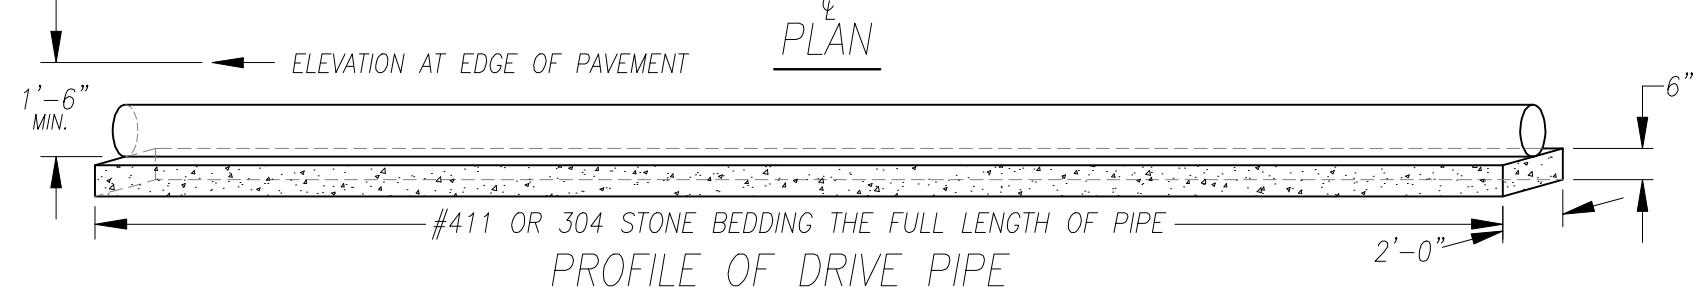 ℄
PLAN
ELEVATION AT EDGE OF PAVEMENT
1'-6"
MIN.
6"
#411 OR 304 STONE BEDDING THE FULL LENGTH OF PIPE
2'-0"
PROFILE OF DRIVE PIPE